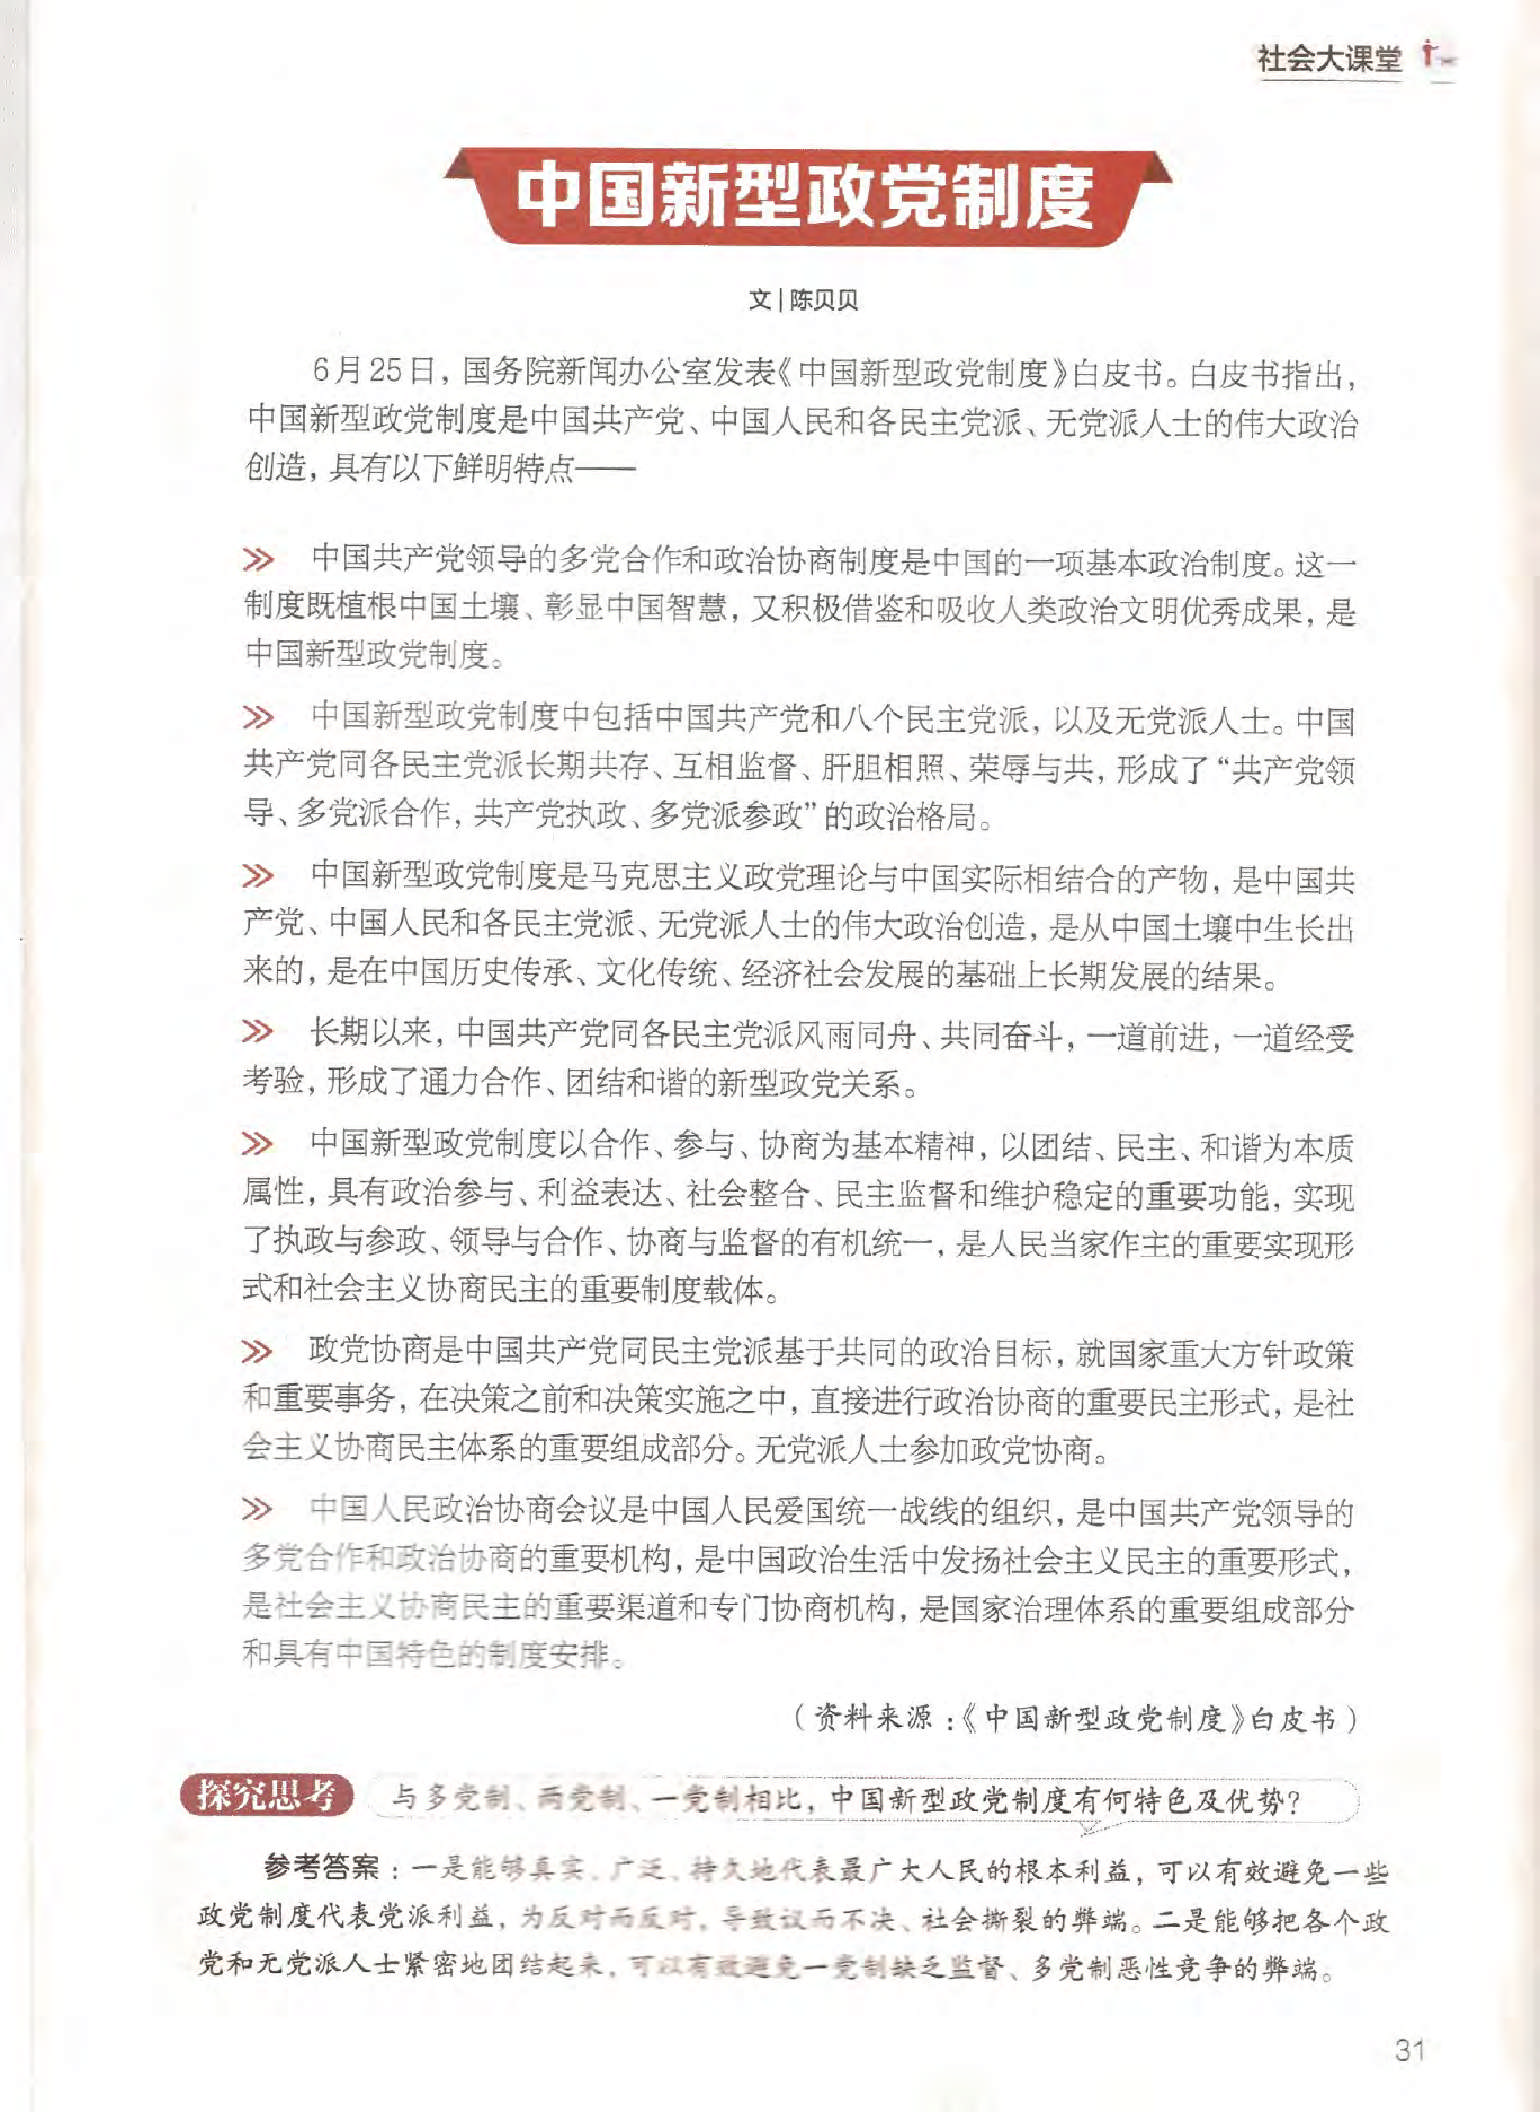 社会大课堂
中国新型政党制度
文|陈贝贝
6月25日，国务院新闻办公室发表《中国新型政党制度》白皮书。白皮书指出，
中国新型政党制度是中国共产党、中国人民和各民主党派、无党派人士的伟大政治
创造，具有以下鲜明特点——
》 中国共产党领导的多党合作和政治协商制度是中国的一项基本政治制度。这一
制度既植根中国土壤、彰显中国智慧，又积极借鉴和吸收人类政治文明优秀成果，是
中国新型政党制度。
》 中国新型政党制度中包括中国共产党和八个民主党派，以及无党派人士。中国
共产党同各民主党派长期共存、互相监督、肝胆相照、荣辱与共，形成了“共产党领
导、多党派合作，共产党执政、多党派参政”的政治格局。
》 中国新型政党制度是马克思主义政党理论与中国实际相结合的产物，是中国共
产党、中国人民和各民主党派、无党派人士的伟大政治创造，是从中国土壤中生长出
来的，是在中国历史传承、文化传统、经济社会发展的基础上长期发展的结果。
》 长期以来，中国共产党同各民主党派风雨同舟、共同奋斗，一道前进，一道经受
考验，形成了通力合作、团结和谐的新型政党关系。
》 中国新型政党制度以合作、参与、协商为基本精神，以团结、民主、和谐为本质
属性，具有政治参与、利益表达、社会整合、民主监督和维护稳定的重要功能，实现
了执政与参政、领导与合作、协商与监督的有机统一，是人民当家作主的重要实现形
式和社会主义协商民主的重要制度载体。
》 政党协商是中国共产党同民主党派基于共同的政治目标，就国家重大方针政策
和重要事务，在决策之前和决策实施之中，直接进行政治协商的重要民主形式，是社
会主义协商民主体系的重要组成部分。无党派人士参加政党协商。
》 中国人民政治协商会议是中国人民爱国统一战线的组织，是中国共产党领导的
多党合作和政治协商的重要机构，是中国政治生活中发扬社会主义民主的重要形式，
是社会主义协商民主的重要渠道和专门协商机构，是国家治理体系的重要组成部分
和具有中国特色的制度安排。
（资料来源：《中国新型政党制度》白皮书）
探究思考 与多党制、两党制、一党制相比，中国新型政党制度有何特色及优势？
参考答案：一是能够真实、广泛、持久地代表最广大人民的根本利益，可以有效避免一些
政党制度代表党派利益，为反对而反对，导致议而不决、社会撕裂的弊端。二是能够把各个政
党和无党派人士紧密地团结起来，可以有效避免一党制缺乏监督、多党制恶性竞争的弊端。
31